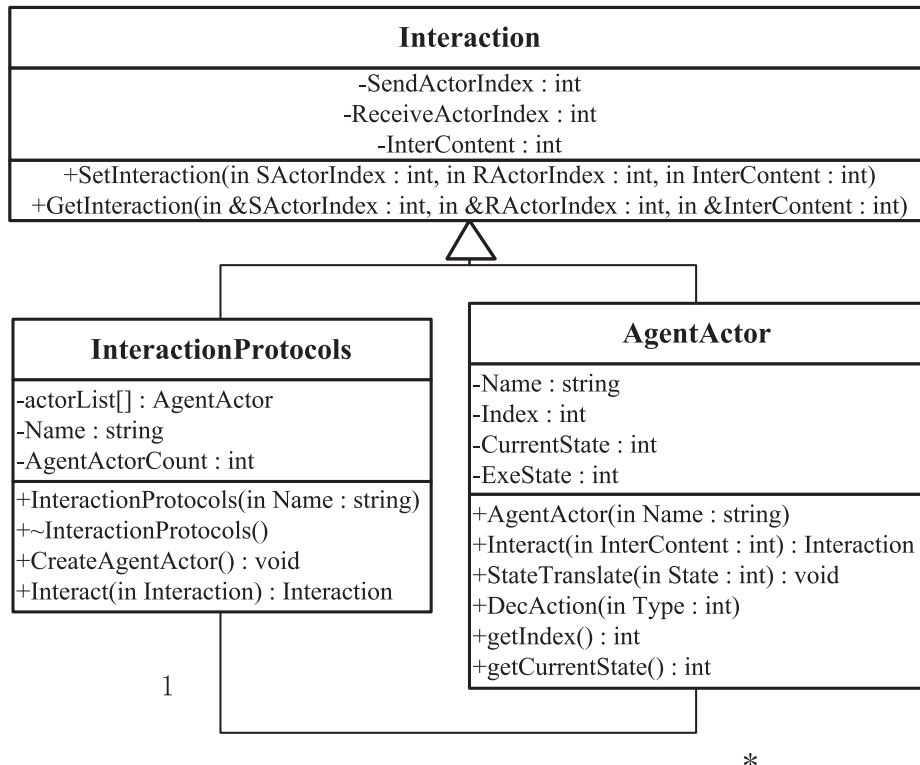 Interaction
-SendActorIndex : int
-ReceiveActorIndex : int
-InterContent : int
+SetInteraction(in SActorIndex : int, in RActorIndex : int, in InterContent : int)
+GetInteraction(in &SActorIndex : int, in &RActorIndex : int, in &InterContent : int)
InteractionProtocols
-actorList[] : AgentActor
-Name : string
-AgentActorCount : int
+InteractionProtocols(in Name : string)
+~InteractionProtocols()
+CreateAgentActor() : void
+Interact(in Interaction) : Interaction
AgentActor
-Name : string
-Index : int
-CurrentState : int
-ExeState : int
+AgentActor(in Name : string)
+Interact(in InterContent : int) : Interaction
+StateTranslate(in State : int) : void
+DecAction(in Type : int)
+getIndex() : int
+getCurrentState() : int
1
*